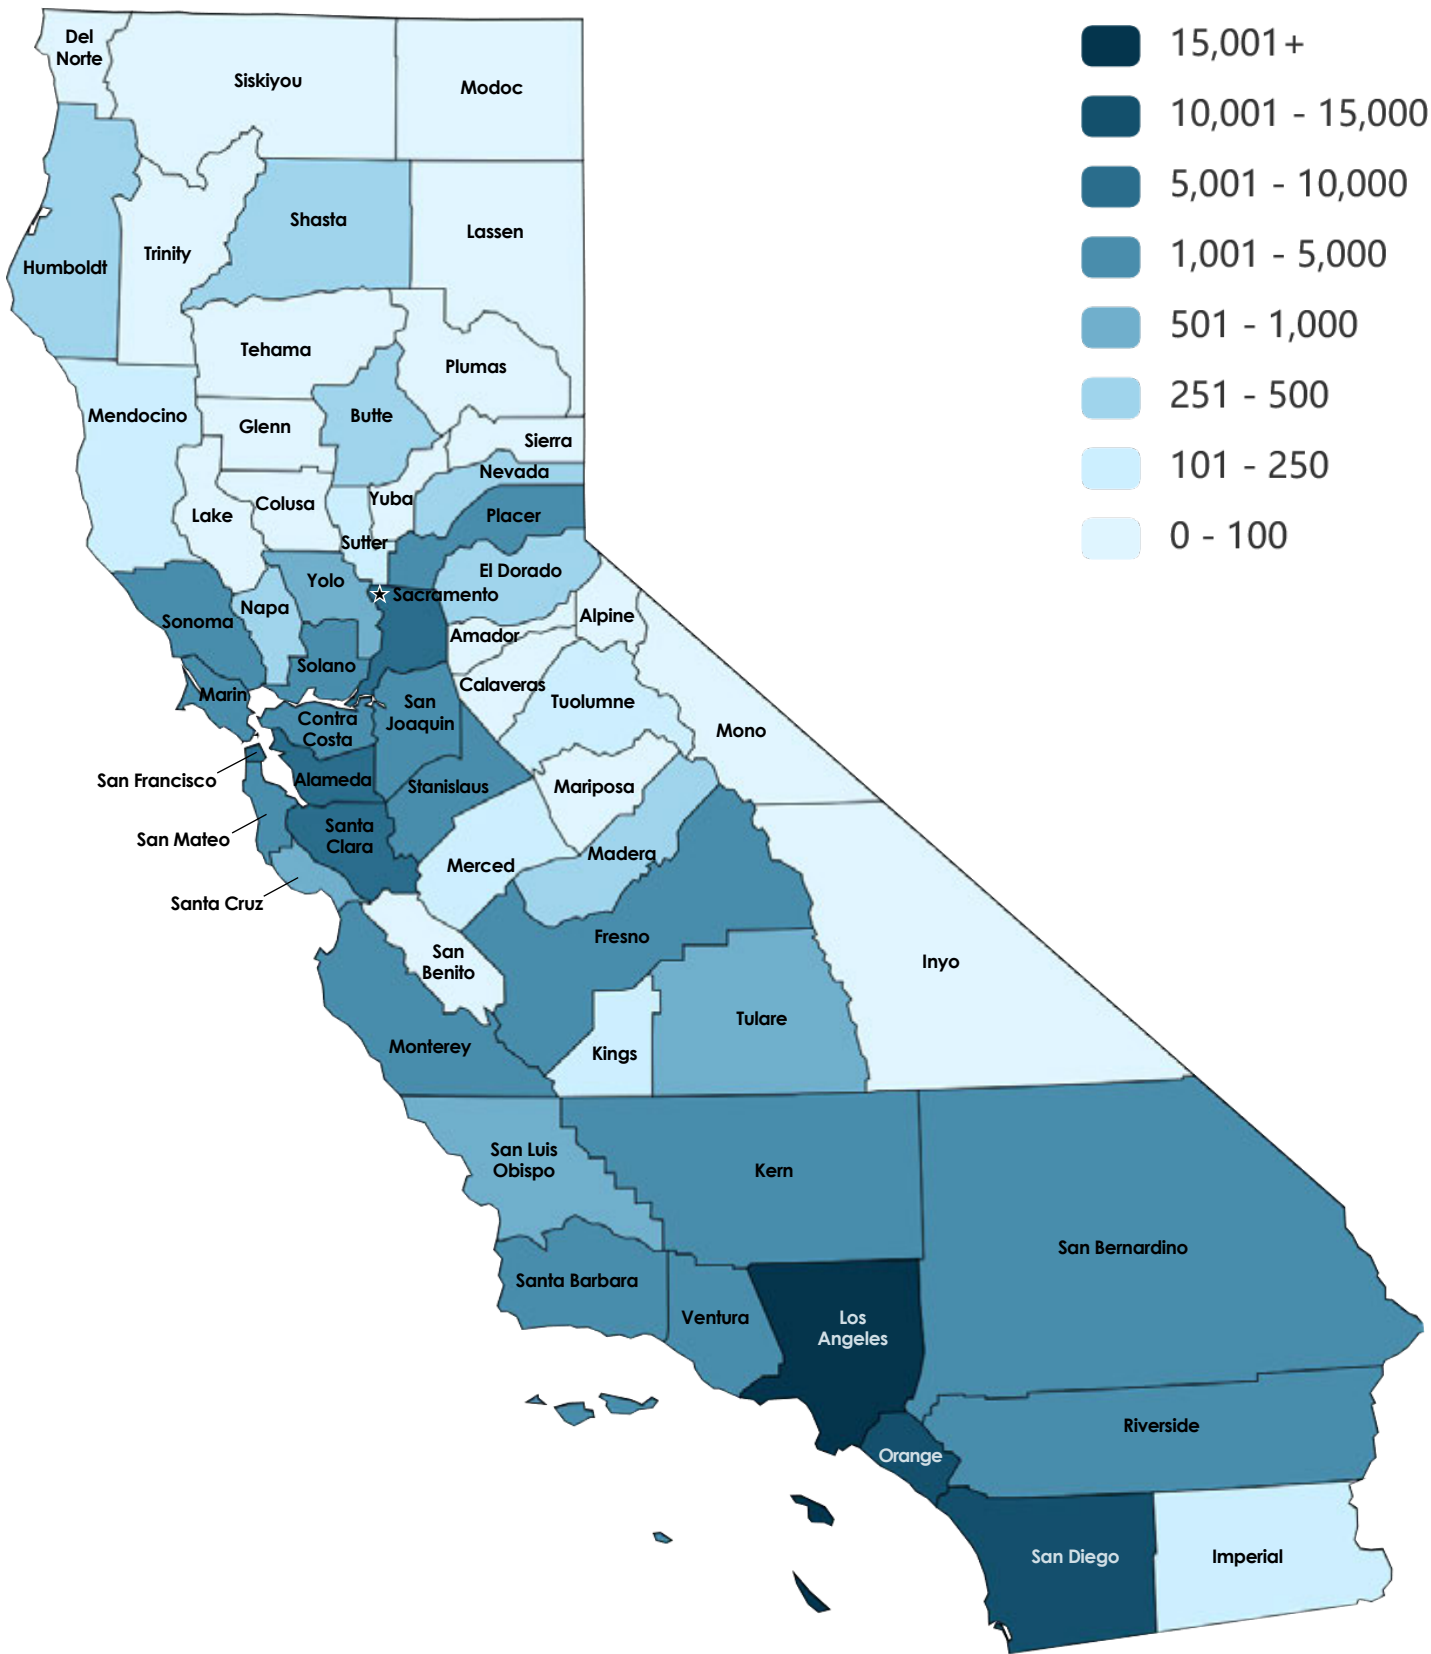 15,001+
10,001 - 15,000
5,001 - 10,000
1,001 - 5,000
501 - 1,000
251 - 500
101 - 250
0 - 100
Del
Norte
Siskiyou
Modoc
Shasta
Lassen
Trinity
Humboldt
Tehama
Plumas
Mendocino
Butte
Glenn
Sierra
Nevada
Yuba
Colusa
Lake
Placer
Sutter
El Dorado
Yolo
Sacramento
Napa
Alpine
Sonoma
Amador
Solano
Calaveras
Marin
Tuolumne
San
Joaquin
Contra
Costa
Mono
San Francisco
Alameda
Stanislaus
Mariposa
San Mateo
Santa
Clara
Madera
Merced
Santa Cruz
Fresno
San
Benito
Inyo
Tulare
Monterey
Kings
San Luis
Obispo
Kern
San Bernardino
Santa Barbara
Ventura
Los
Angeles
Riverside
Orange
San Diego
Imperial